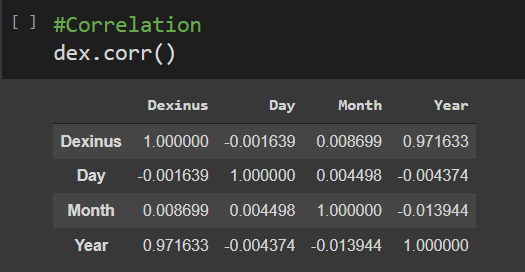 [ ] #Correlation
dex.corr()
Dexinus Day Month Year
Dexinus 1.000000 -0.001639 0.008699 0.971633
Day -0.001639 1.000000 0.004498 -0.004374
Month 0.008699 0.004498 1.000000 -0.013944
Year 0.971633 -0.004374 -0.013944 1.000000